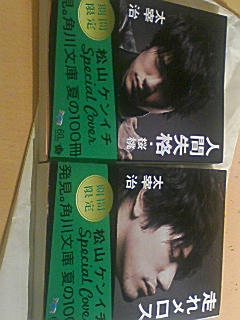 太宰治
人間失格・桜桃
期間
限定
松山ケンイチ
Special Cover
見。角川文庫 夏の100冊
太宰治
走れメロス
期間
限定
松山ケンイチ
Special Cover
発見。角川文庫 夏の100